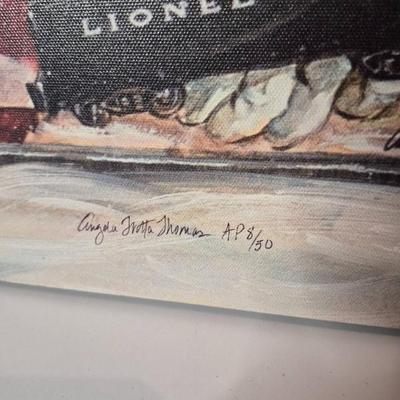 LIONEL
Angela Trotta Thomas AP 8/50